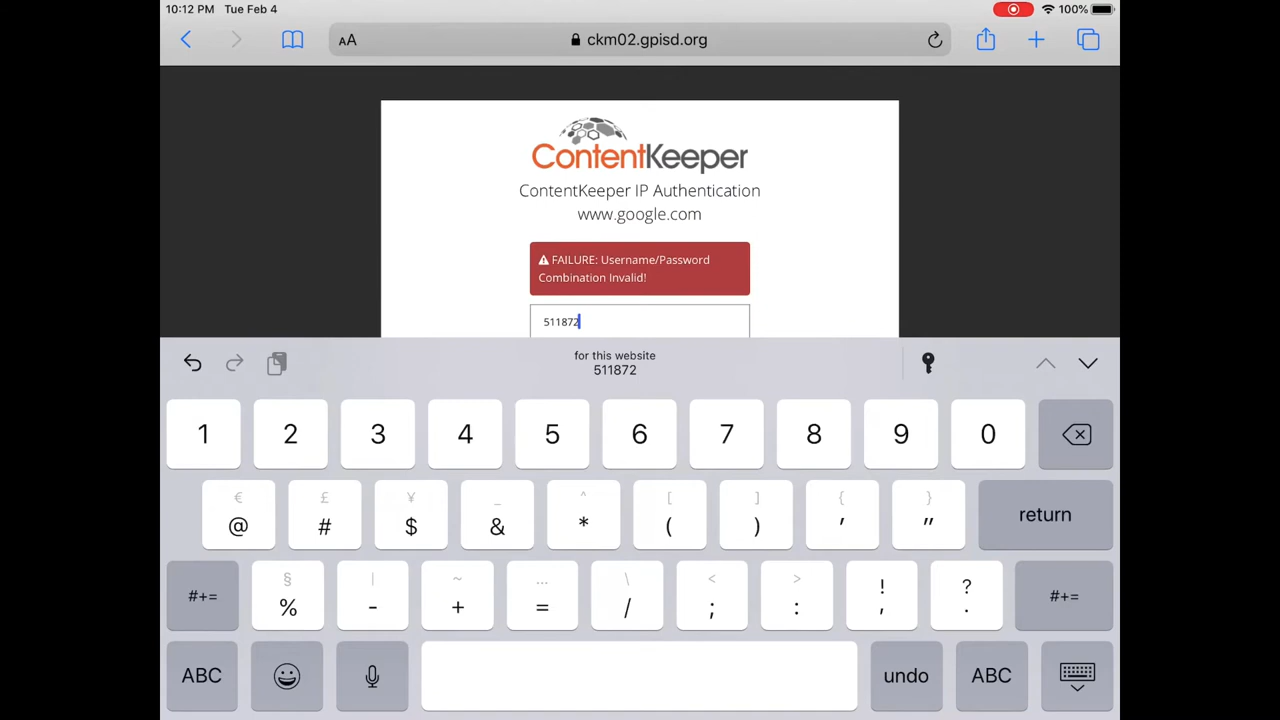 10:12 PM Tue Feb 4
100%
AA
ckm02.gpisd.org
ContentKeeper
ContentKeeper IP Authentication
www.google.com
FAILURE: Username/Password
Combination Invalid!
511872
for this website
511872
1 2 3 4 5 6 7 8 9 0
€ £ ¥ _ ^ [ ] { }
@ # $ & * ( ) ' " return
§ | ~ … \ < > ! ?
#+= % - + = / ; : , . #+=
ABC undo ABC